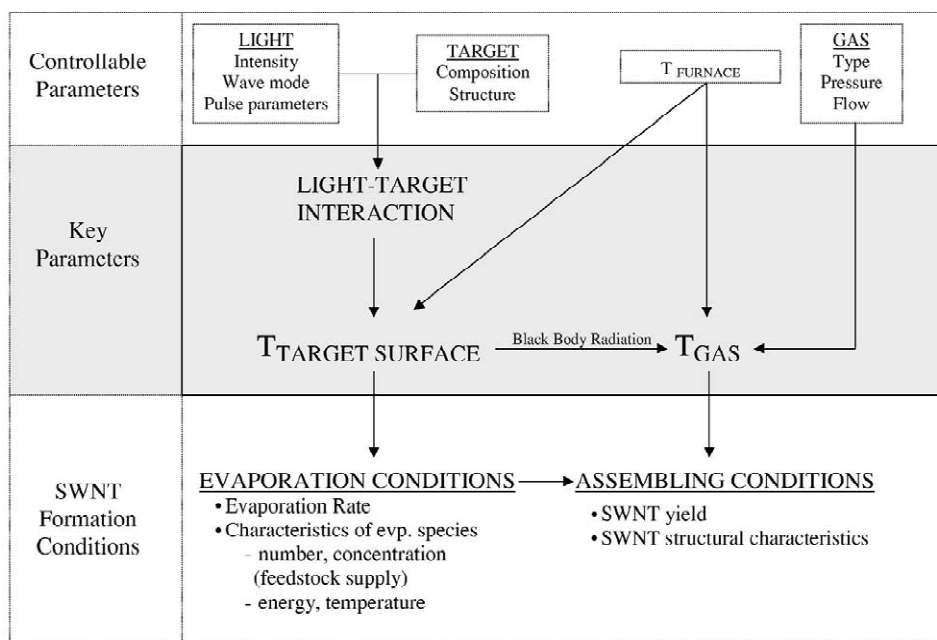 Controllable
Parameters
LIGHT
Intensity
Wave mode
Pulse parameters
TARGET
Composition
Structure
T FURNACE
GAS
Type
Pressure
Flow
Key
Parameters
LIGHT-TARGET
INTERACTION
T TARGET SURFACE
Black Body Radiation
T GAS
SWNT
Formation
Conditions
EVAPORATION CONDITIONS
•Evaporation Rate
•Characteristics of evp. species
- number, concentration
(feedstock supply)
- energy, temperature
ASSEMBLING CONDITIONS
•SWNT yield
•SWNT structural characteristics